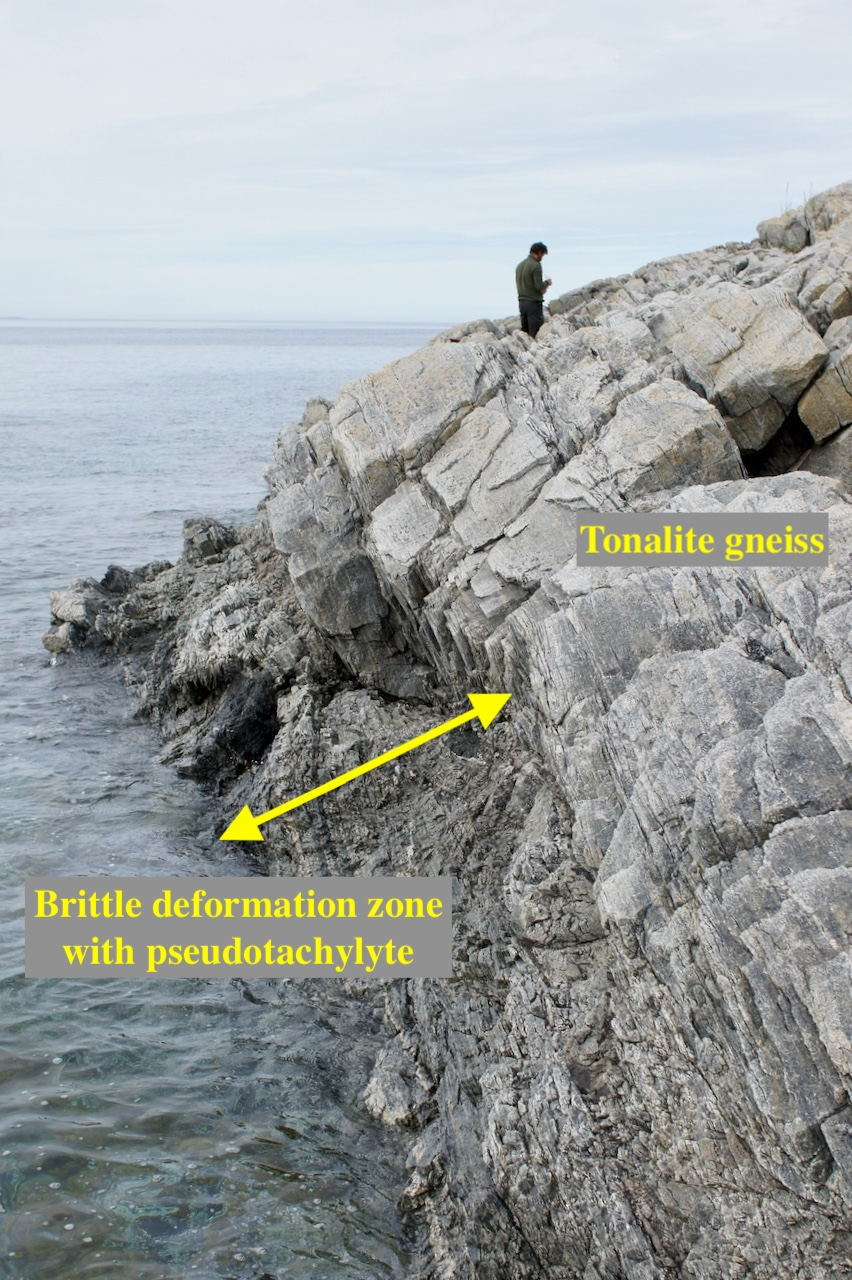 Tonalite gneiss
Brittle deformation zone
with pseudotachylyte